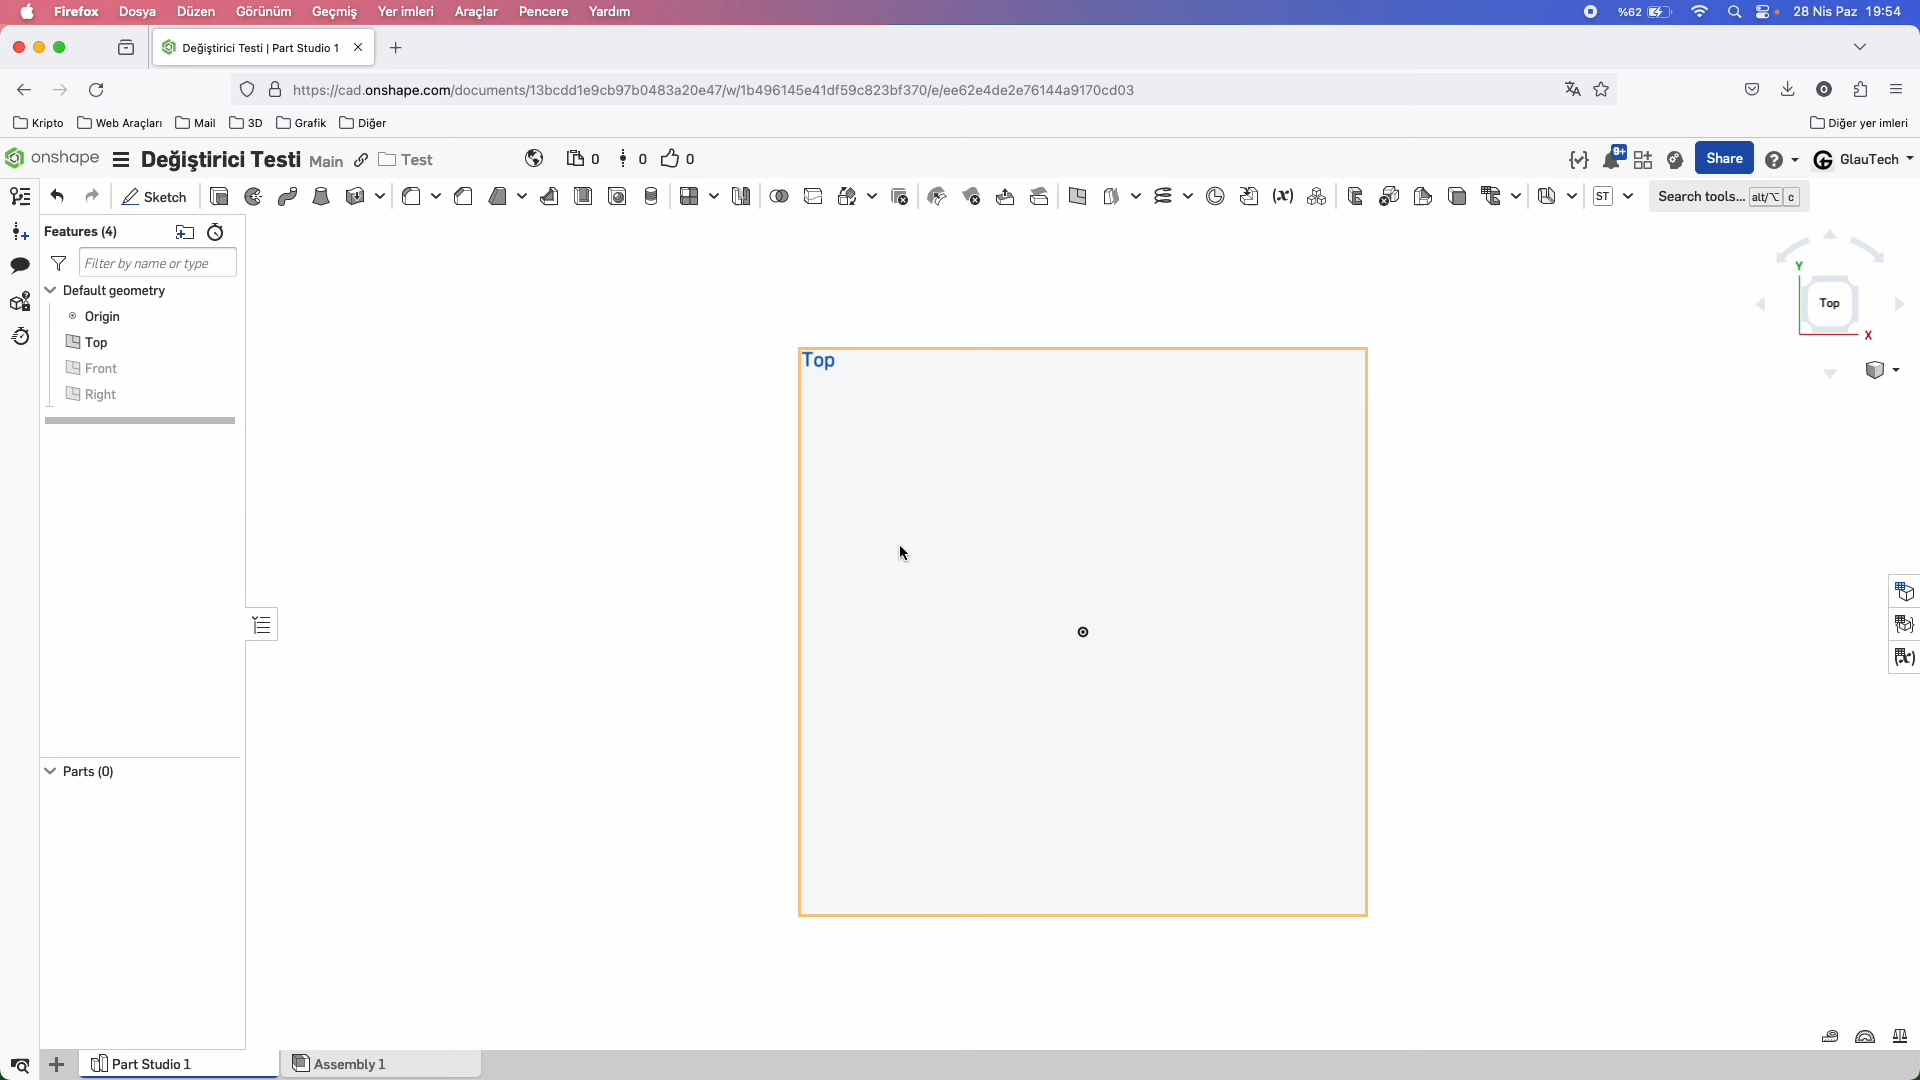 Firefox Dosya Düzen Görünüm Geçmiş Yer imleri Araçlar Pencere Yardım %62 28 Nis Paz 19:54
Değiştirici Testi | Part Studio 1
https://cad.onshape.com/documents/13bcdd1e9cb97b0483a20e47/w/1b496145e41df59c823bf370/e/ee62e4de2e76144a9170cd03
Kripto Web Araçları Mail 3D Grafik Diğer Diğer yer imleri
onshape Değiştirici Testi Main Test 0 0 0 9+ Share GlauTech
Sketch ST Search tools... alt/⌥ c
Features (4)
Filter by name or type
Default geometry
Origin
Top
Front
Right
Top
Y
Top
X
Parts (0)
Part Studio 1 Assembly 1